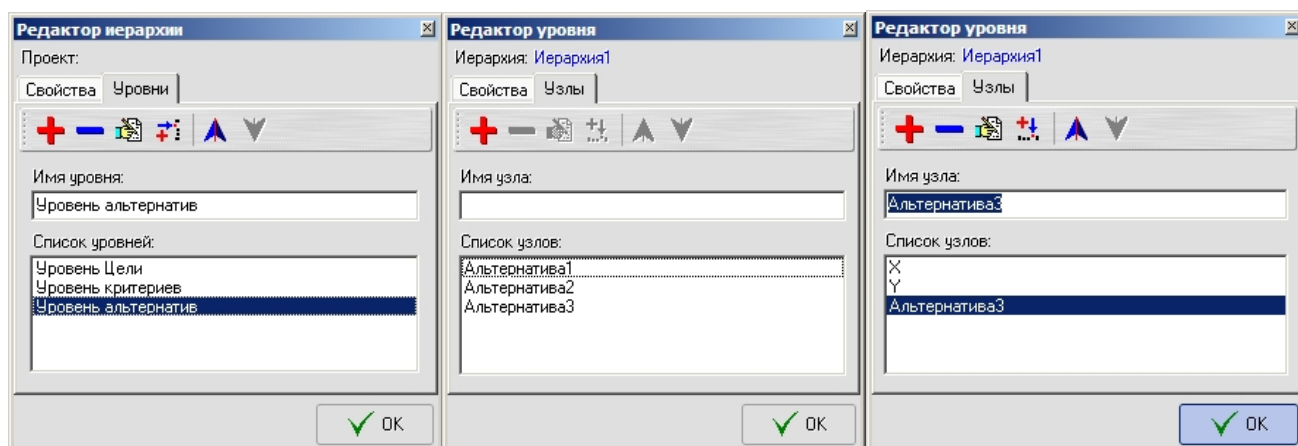 Редактор иерархии
Проект:
Свойства Уровни
Имя уровня:
Уровень альтернатив
Список уровней:
Уровень Цели
Уровень критериев
Уровень альтернатив
OK
Редактор уровня
Иерархия: Иерархия1
Свойства Узлы
Имя узла:
Список узлов:
Альтернатива1
Альтернатива2
Альтернатива3
OK
Редактор уровня
Иерархия: Иерархия1
Свойства Узлы
Имя узла:
Альтернатива3
Список узлов:
X
Y
Альтернатива3
OK